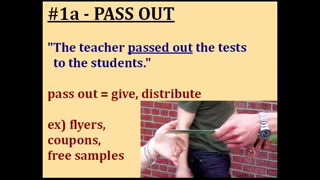 #1a - PASS OUT
"The teacher passed out the tests
to the students."
pass out = give, distribute
ex) flyers,
coupons,
free samples